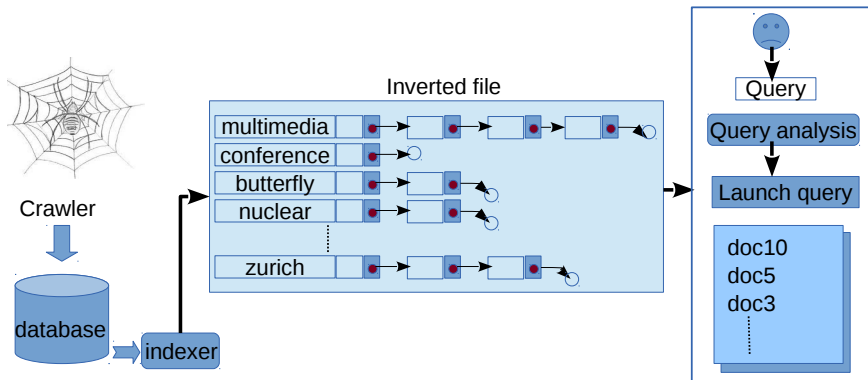 Crawler
database
indexer
Inverted file
multimedia
conference
butterfly
nuclear
zurich
Query
Query analysis
Launch query
doc10
doc5
doc3